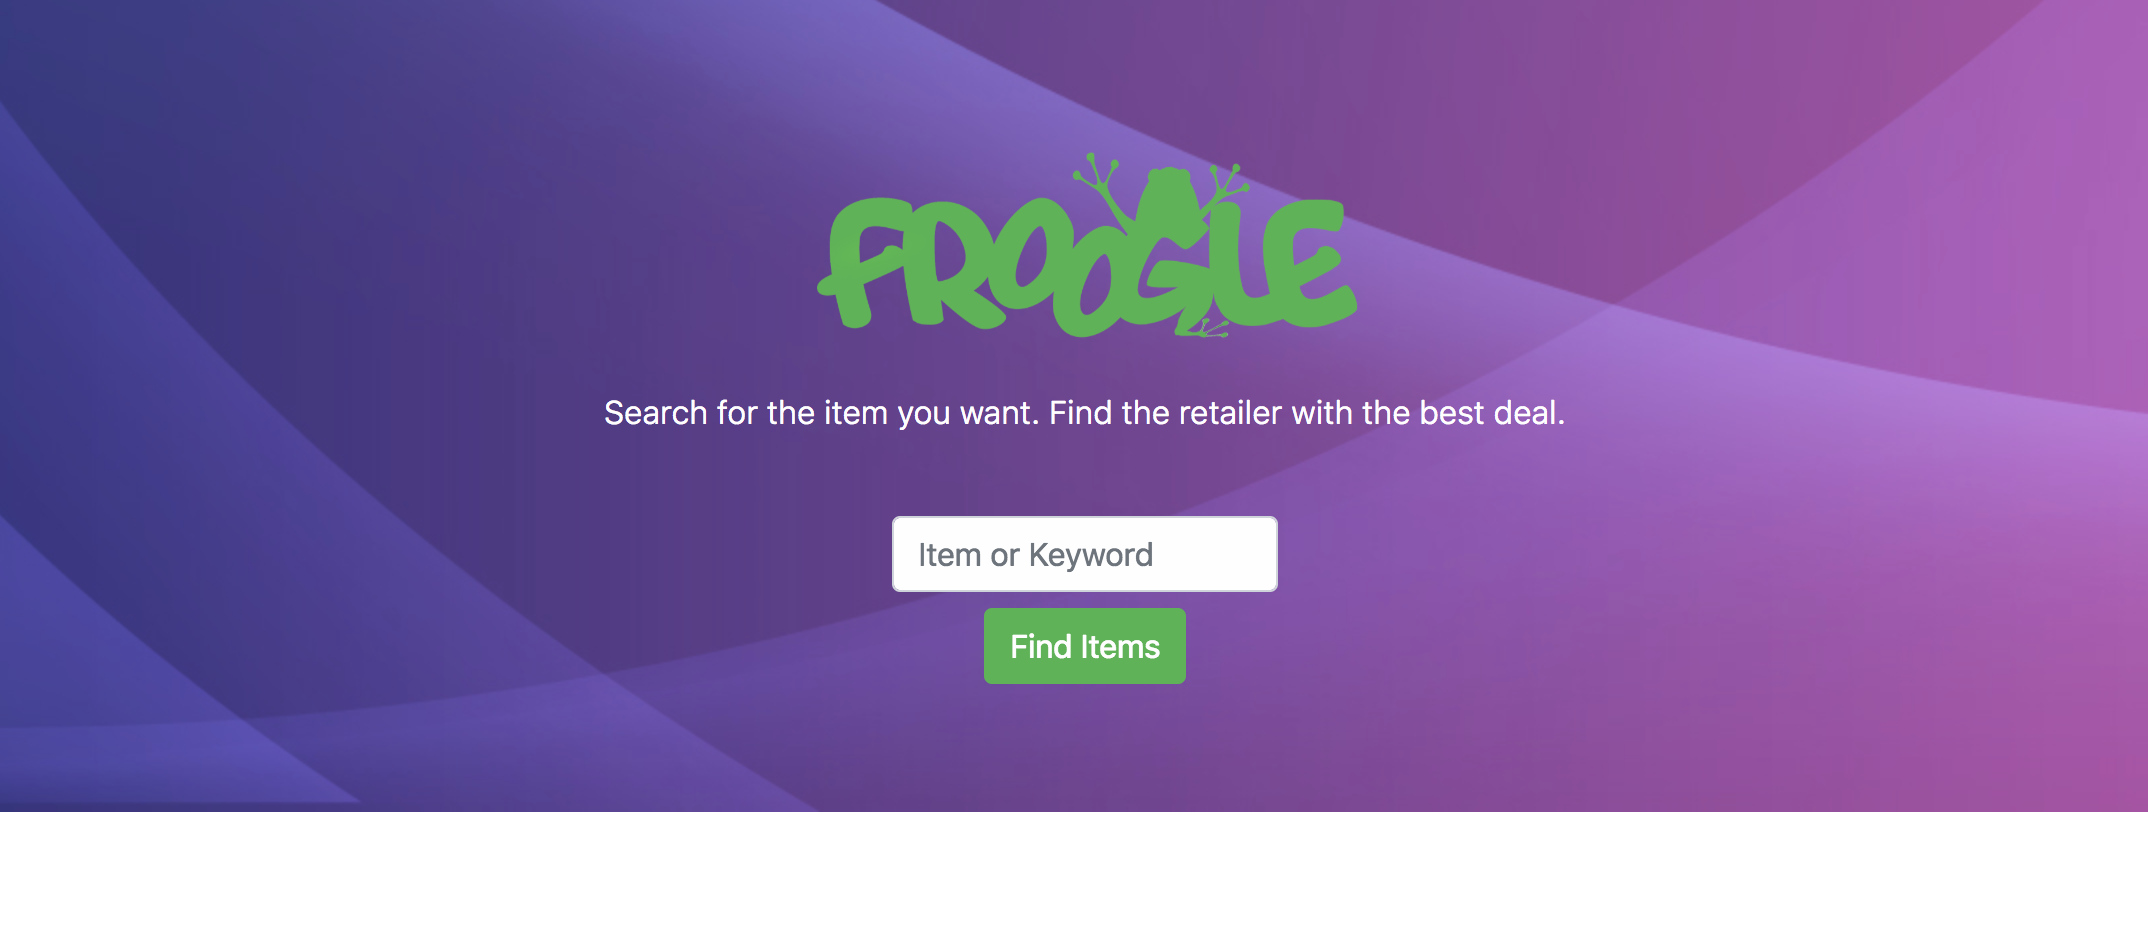 FROOGLE
Search for the item you want. Find the retailer with the best deal.
Item or Keyword
Find Items